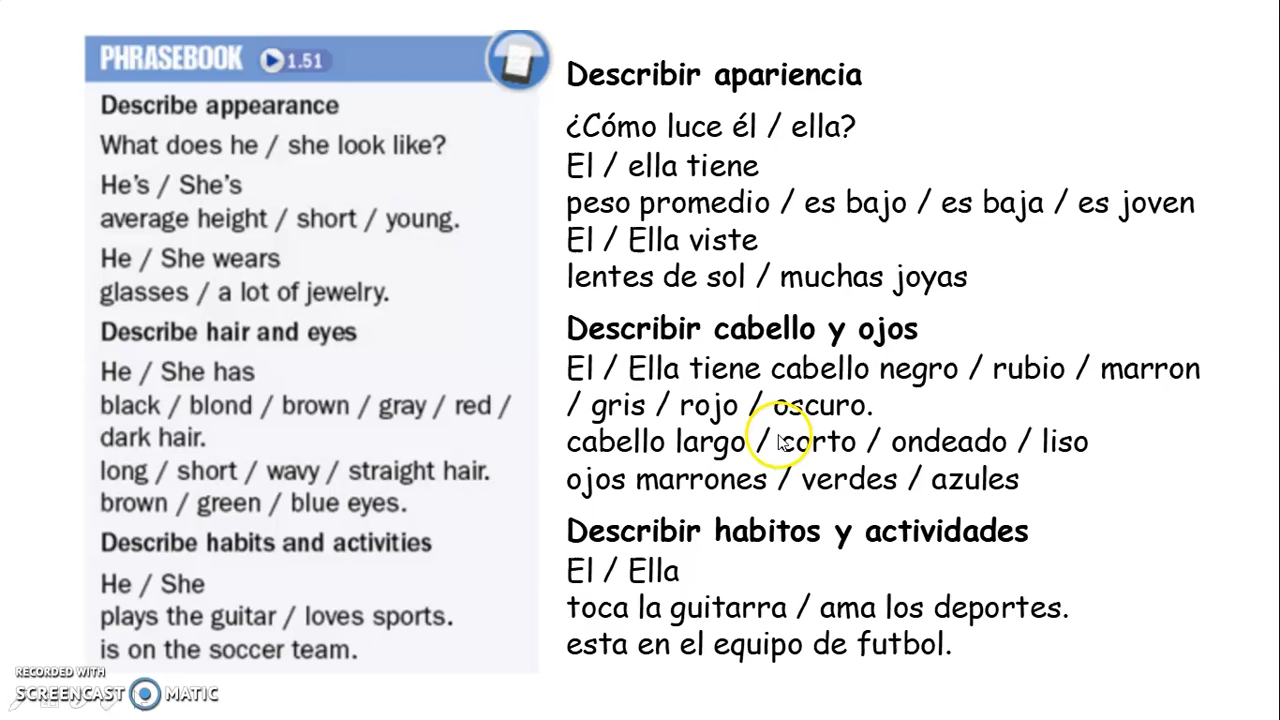 PHRASEBOOK 1.51
Describe appearance
What does he / she look like?
He's / She's
average height / short / young.
He / She wears
glasses / a lot of jewelry.
Describe hair and eyes
He / She has
black / blond / brown / gray / red /
dark hair.
long / short / wavy / straight hair.
brown / green / blue eyes.
Describe habits and activities
He / She
plays the guitar / loves sports.
is on the soccer team.
Describir apariencia
¿Cómo luce él / ella?
El / ella tiene
peso promedio / es bajo / es baja / es joven
El / Ella viste
lentes de sol / muchas joyas
Describir cabello y ojos
El / Ella tiene cabello negro / rubio / marron
/ gris / rojo / oscuro.
cabello largo / corto / ondeado / liso
ojos marrones / verdes / azules
Describir habitos y actividades
El / Ella
toca la guitarra / ama los deportes.
esta en el equipo de futbol.
RECORDED WITH
SCREENCAST MATIC